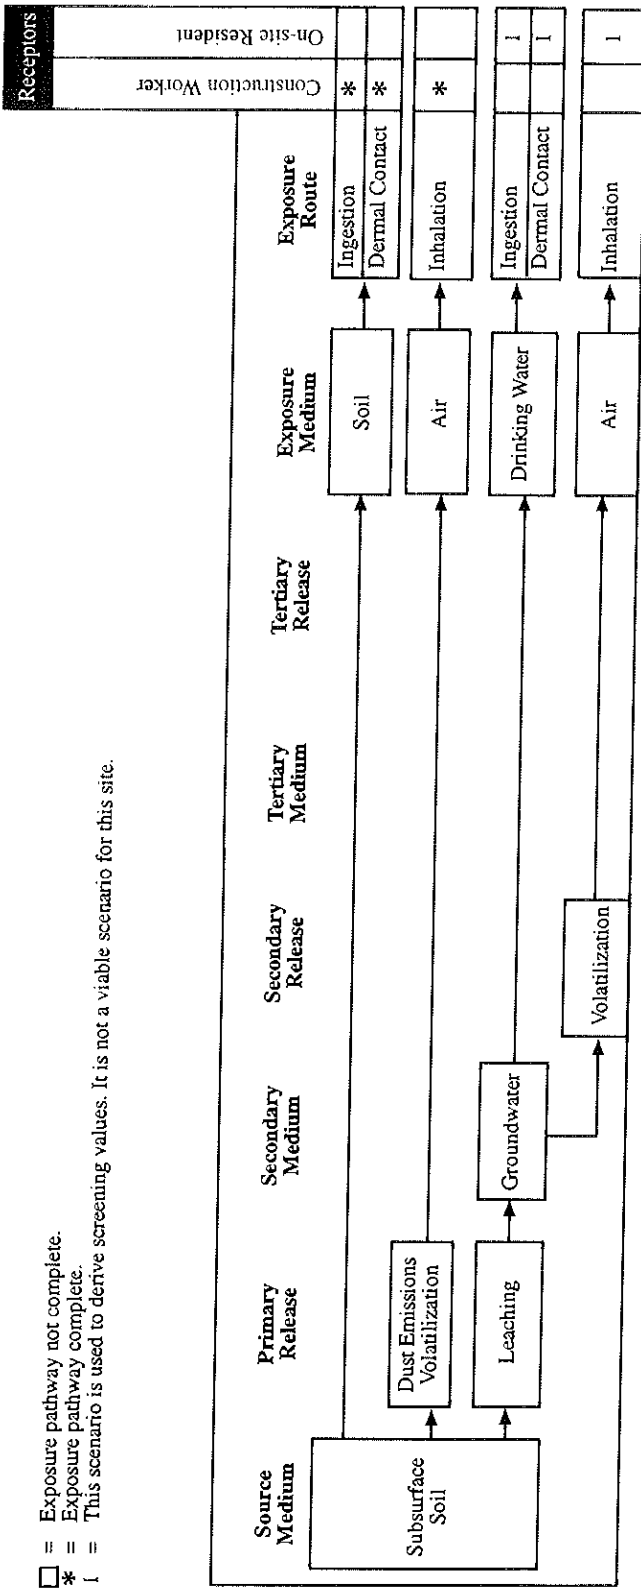 □ = Exposure pathway not complete.
* = Exposure pathway complete.
1 = This scenario is used to derive screening values. It is not a viable scenario for this site.
Receptors
Construction Worker
On-site Resident
Source
Medium
Primary
Release
Secondary
Medium
Secondary
Release
Tertiary
Medium
Tertiary
Release
Exposure
Medium
Exposure
Route
Subsurface
Soil
Soil
Ingestion
*
Dermal Contact
*
Dust Emissions
Volatilization
Air
Inhalation
*
Leaching
Groundwater
Drinking Water
Ingestion
1
Dermal Contact
1
Volatilization
Air
Inhalation
1